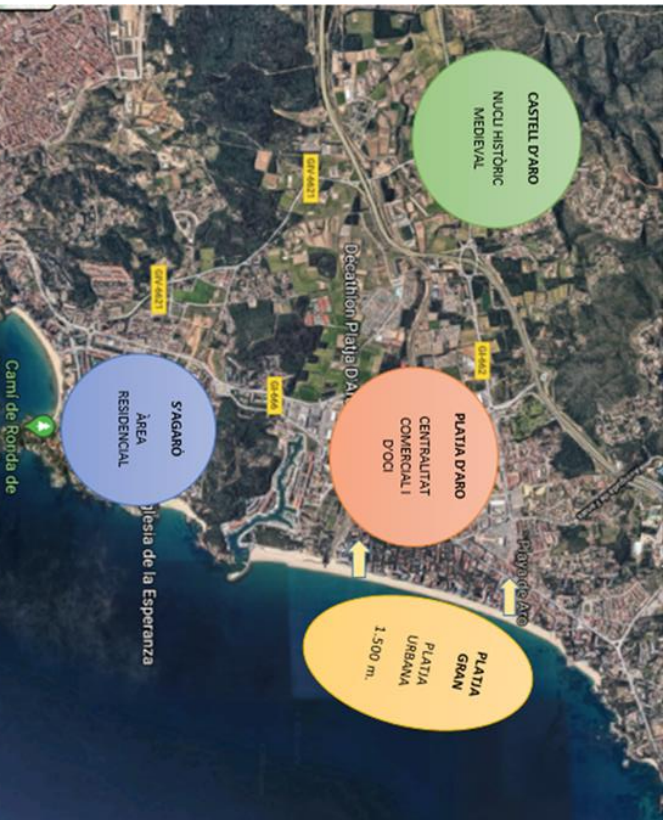 CASTELL D'ARO
NUCLI HISTÒRIC
MEDIEVAL
GIV-6621
GIV-6621
Decathlon Platja D'A
GI-662
GI-666
PLATJA D'ARO
CENTRALITAT
COMERCIAL I
D'OCI
S'AGARÓ
ÀREA
RESIDENCIAL
glesia de la Esperanza
Camí de Ronda de
Playa de Aro
PLATJA
GRAN
PLATJA
URBANA
1.500 m.